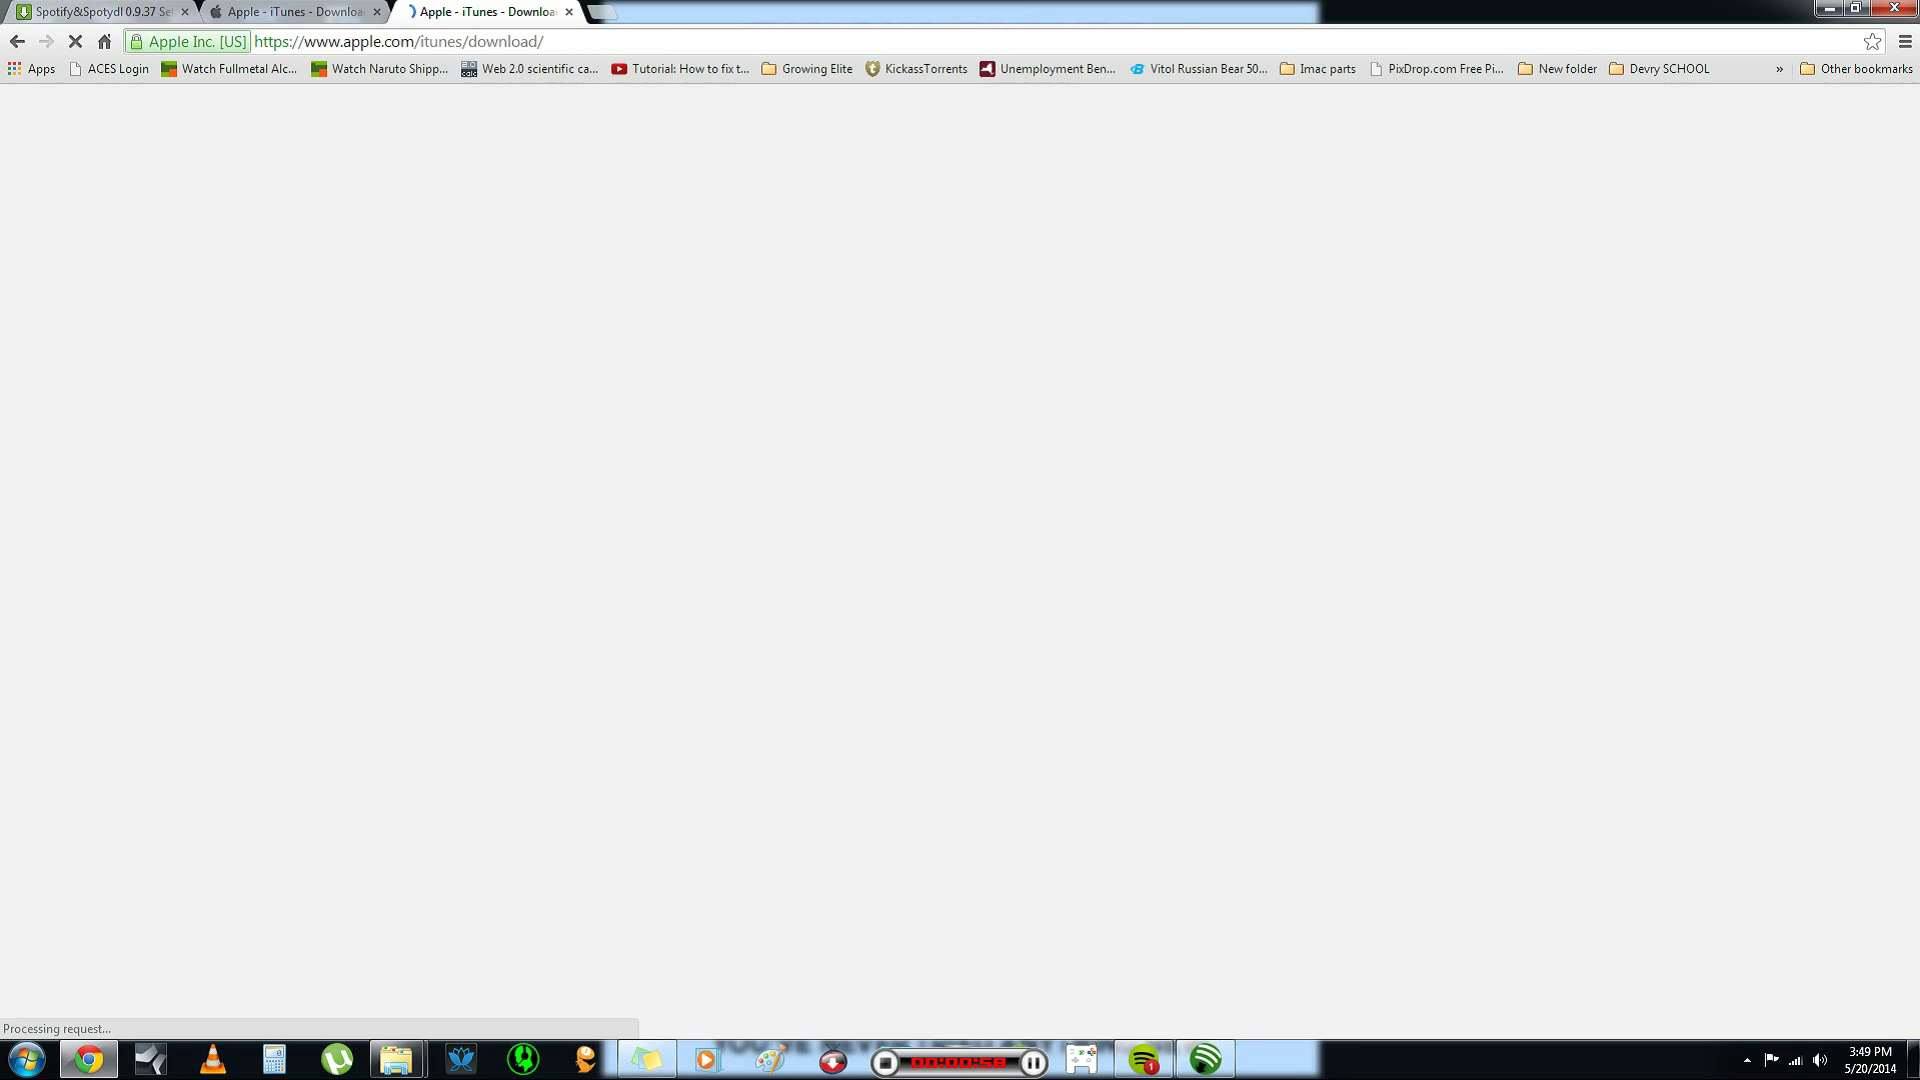 Spotify&Spotydl 0.9.37 Se
Apple - iTunes - Downloa
Apple - iTunes - Downloa
Apple Inc. [US] https://www.apple.com/itunes/download/
Apps ACES Login Watch Fullmetal Alc... Watch Naruto Shipp... Web 2.0 scientific ca... Tutorial: How to fix t... Growing Elite KickassTorrents Unemployment Ben... Vitol Russian Bear 50... Imac parts PixDrop.com Free Pi... New folder Devry SCHOOL » Other bookmarks
Processing request...
00:00:58
1
3:49 PM
5/20/2014